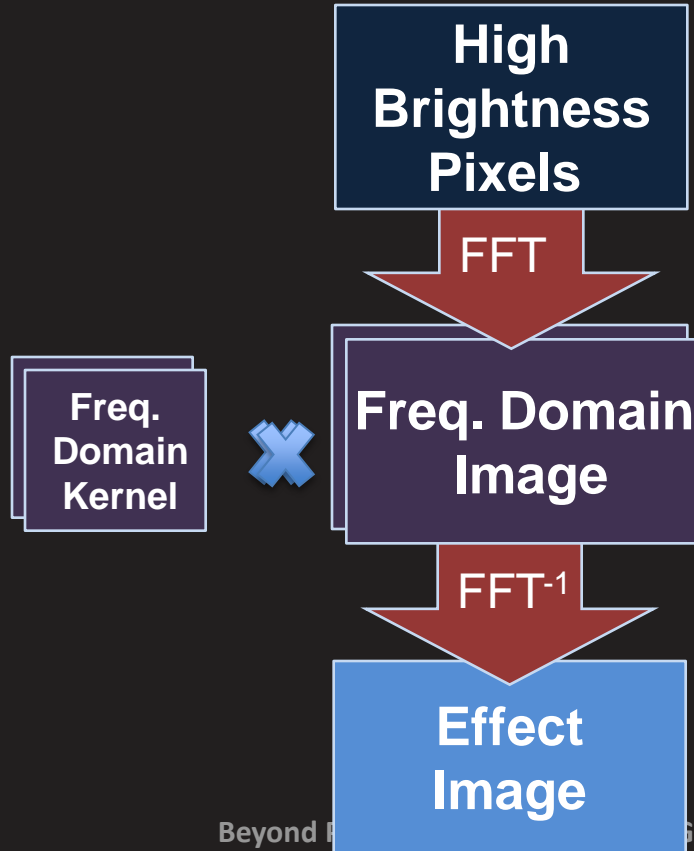 High
Brightness
Pixels
FFT
Freq.
Domain
Kernel
Freq. Domain
Image
FFT-1
Effect
Image
Beyond